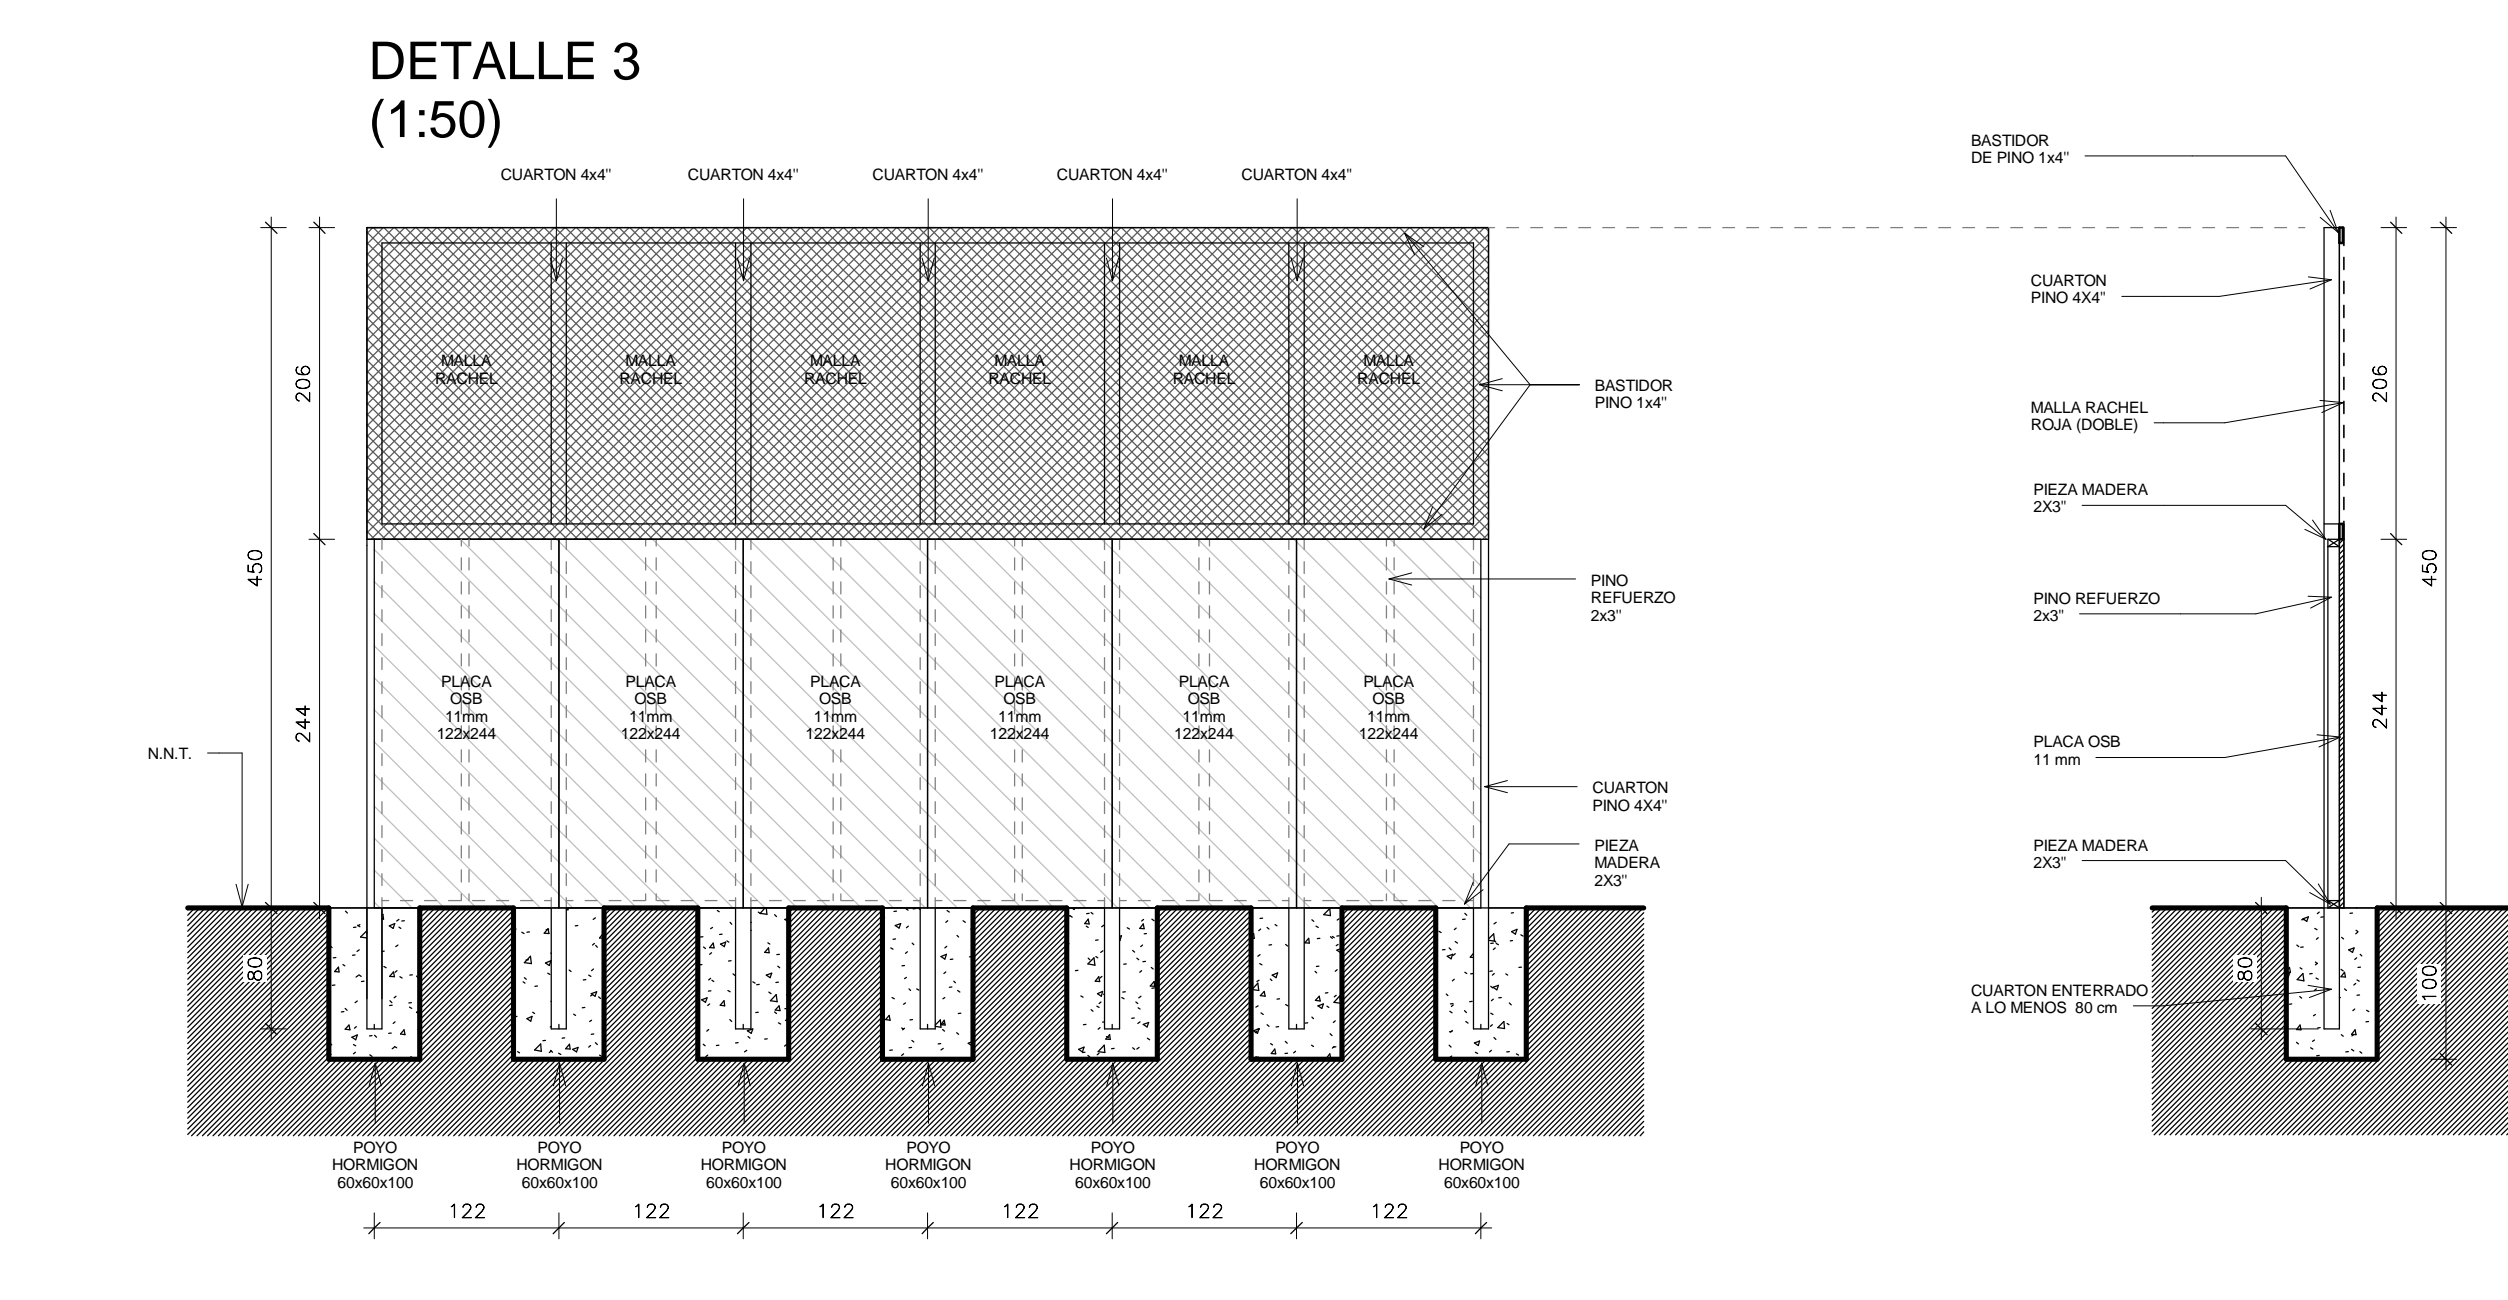 DETALLE 3
(1:50)
CUARTON 4x4"
CUARTON 4x4"
CUARTON 4x4"
CUARTON 4x4"
CUARTON 4x4"
MALLA
RACHEL
MALLA
RACHEL
MALLA
RACHEL
MALLA
RACHEL
MALLA
RACHEL
MALLA
RACHEL
206
450
244
80
N.N.T.
BASTIDOR
PINO 1x4"
PINO
REFUERZO
2x3"
PLACA
OSB
11mm
122x244
PLACA
OSB
11mm
122x244
PLACA
OSB
11mm
122x244
PLACA
OSB
11mm
122x244
PLACA
OSB
11mm
122x244
PLACA
OSB
11mm
122x244
CUARTON
PINO 4X4"
PIEZA
MADERA
2X3"
POYO
HORMIGON
60x60x100
POYO
HORMIGON
60x60x100
POYO
HORMIGON
60x60x100
POYO
HORMIGON
60x60x100
POYO
HORMIGON
60x60x100
POYO
HORMIGON
60x60x100
POYO
HORMIGON
60x60x100
122
122
122
122
122
122
BASTIDOR
DE PINO 1x4"
CUARTON
PINO 4X4"
MALLA RACHEL
ROJA (DOBLE)
PIEZA MADERA
2X3"
PINO REFUERZO
2x3"
PLACA OSB
11 mm
PIEZA MADERA
2X3"
CUARTON ENTERRADO
A LO MENOS 80 cm
206
450
244
80
100